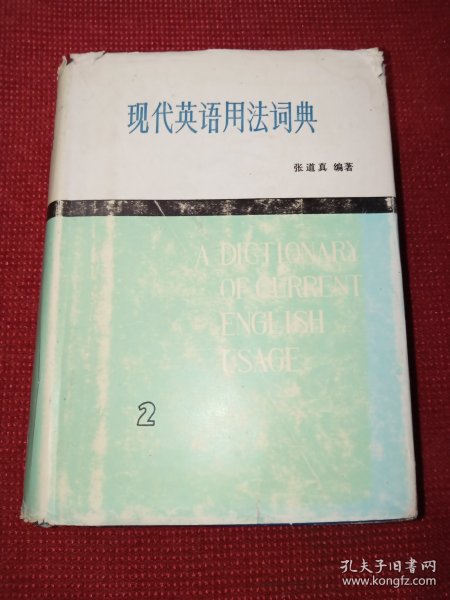 现代英语用法词典
张道真 编著
A DICTIONARY
OF CURRENT
ENGLISH
USAGE
2
孔夫子旧书网
www.kongfz.com